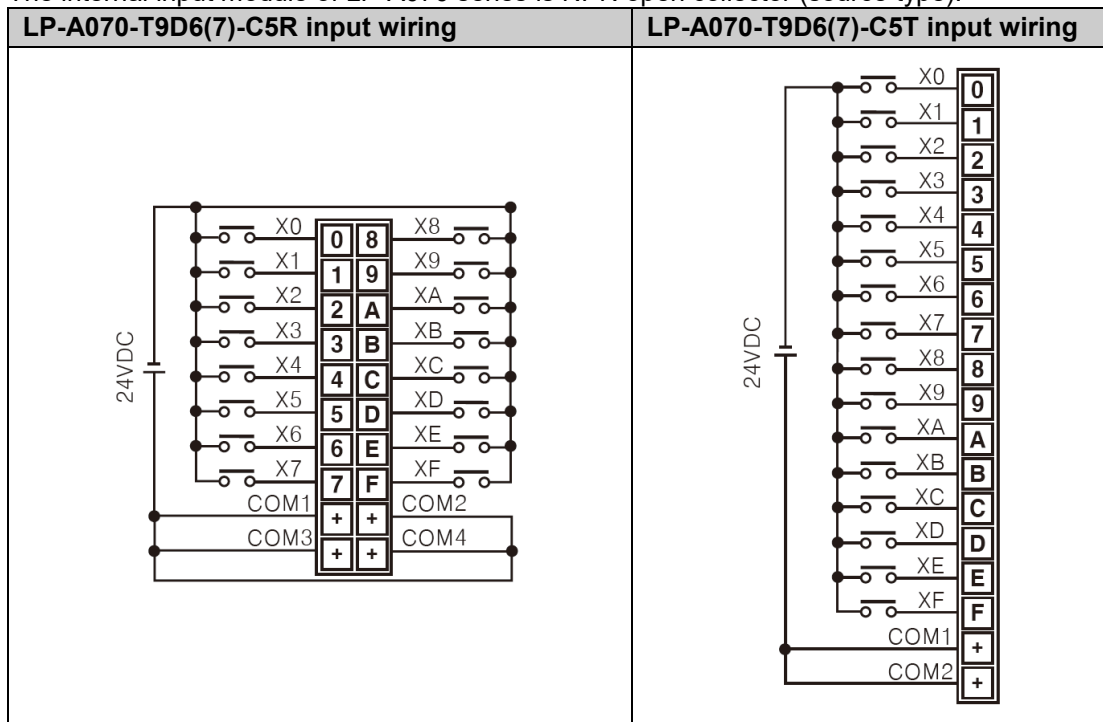 The internal input module of LP-A070 series is NPN open collector (source type).
LP-A070-T9D6(7)-C5R input wiring
LP-A070-T9D6(7)-C5T input wiring
24VDC
X0 0 8 X8
X1 1 9 X9
X2 2 A XA
X3 3 B XB
X4 4 C XC
X5 5 D XD
X6 6 E XE
X7 7 F XF
COM1 + + COM2
COM3 + + COM4
24VDC
X0 0
X1 1
X2 2
X3 3
X4 4
X5 5
X6 6
X7 7
X8 8
X9 9
XA A
XB B
XC C
XD D
XE E
XF F
COM1 +
COM2 +